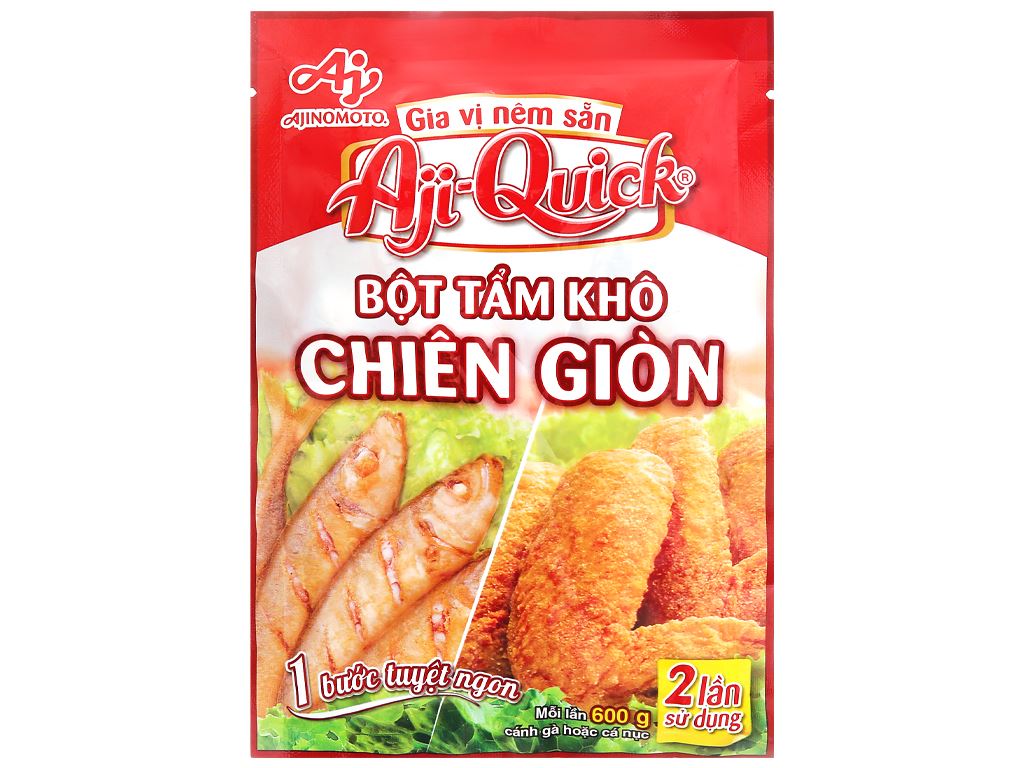 Aj
AJINOMOTO®
Gia vị nêm sẵn
Aji-Quick®
BỘT TẨM KHÔ
CHIÊN GIÒN
1 bước tuyệt ngon
Mỗi lần 600 g
cánh gà hoặc cá nục
2 lần
sử dụng